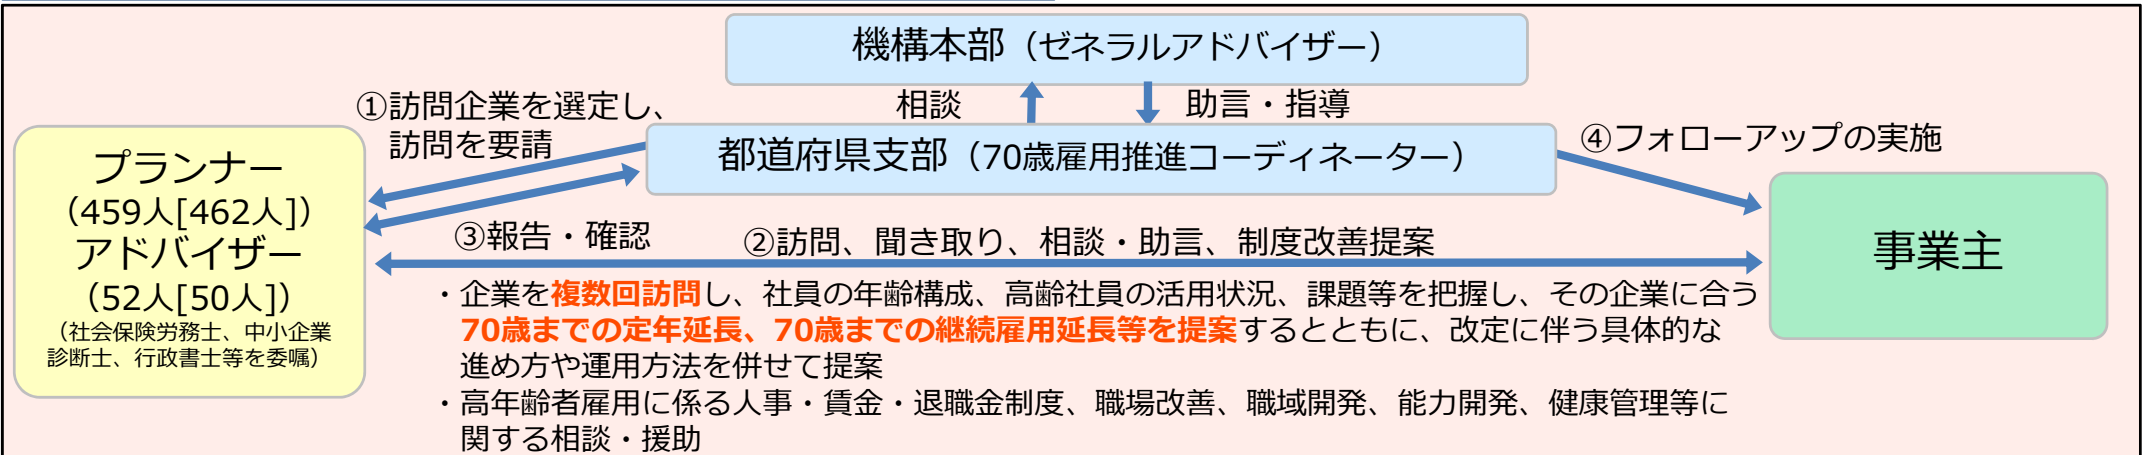 機構本部（ゼネラルアドバイザー）
①訪問企業を選定し、
訪問を要請
相談
助言・指導
都道府県支部（70歳雇用推進コーディネーター）
④フォローアップの実施
プランナー
（459人[462人]）
アドバイザー
（52人[50人]）
（社会保険労務士、中小企業
診断士、行政書士等を委嘱）
③報告・確認
②訪問、聞き取り、相談・助言、制度改善提案
事業主
・企業を複数回訪問し、社員の年齢構成、高齢社員の活用状況、課題等を把握し、その企業に合う
70歳までの定年延長、70歳までの継続雇用延長等を提案するとともに、改定に伴う具体的な
進め方や運用方法を併せて提案
・高年齢者雇用に係る人事・賃金・退職金制度、職場改善、職域開発、能力開発、健康管理等に
関する相談・援助